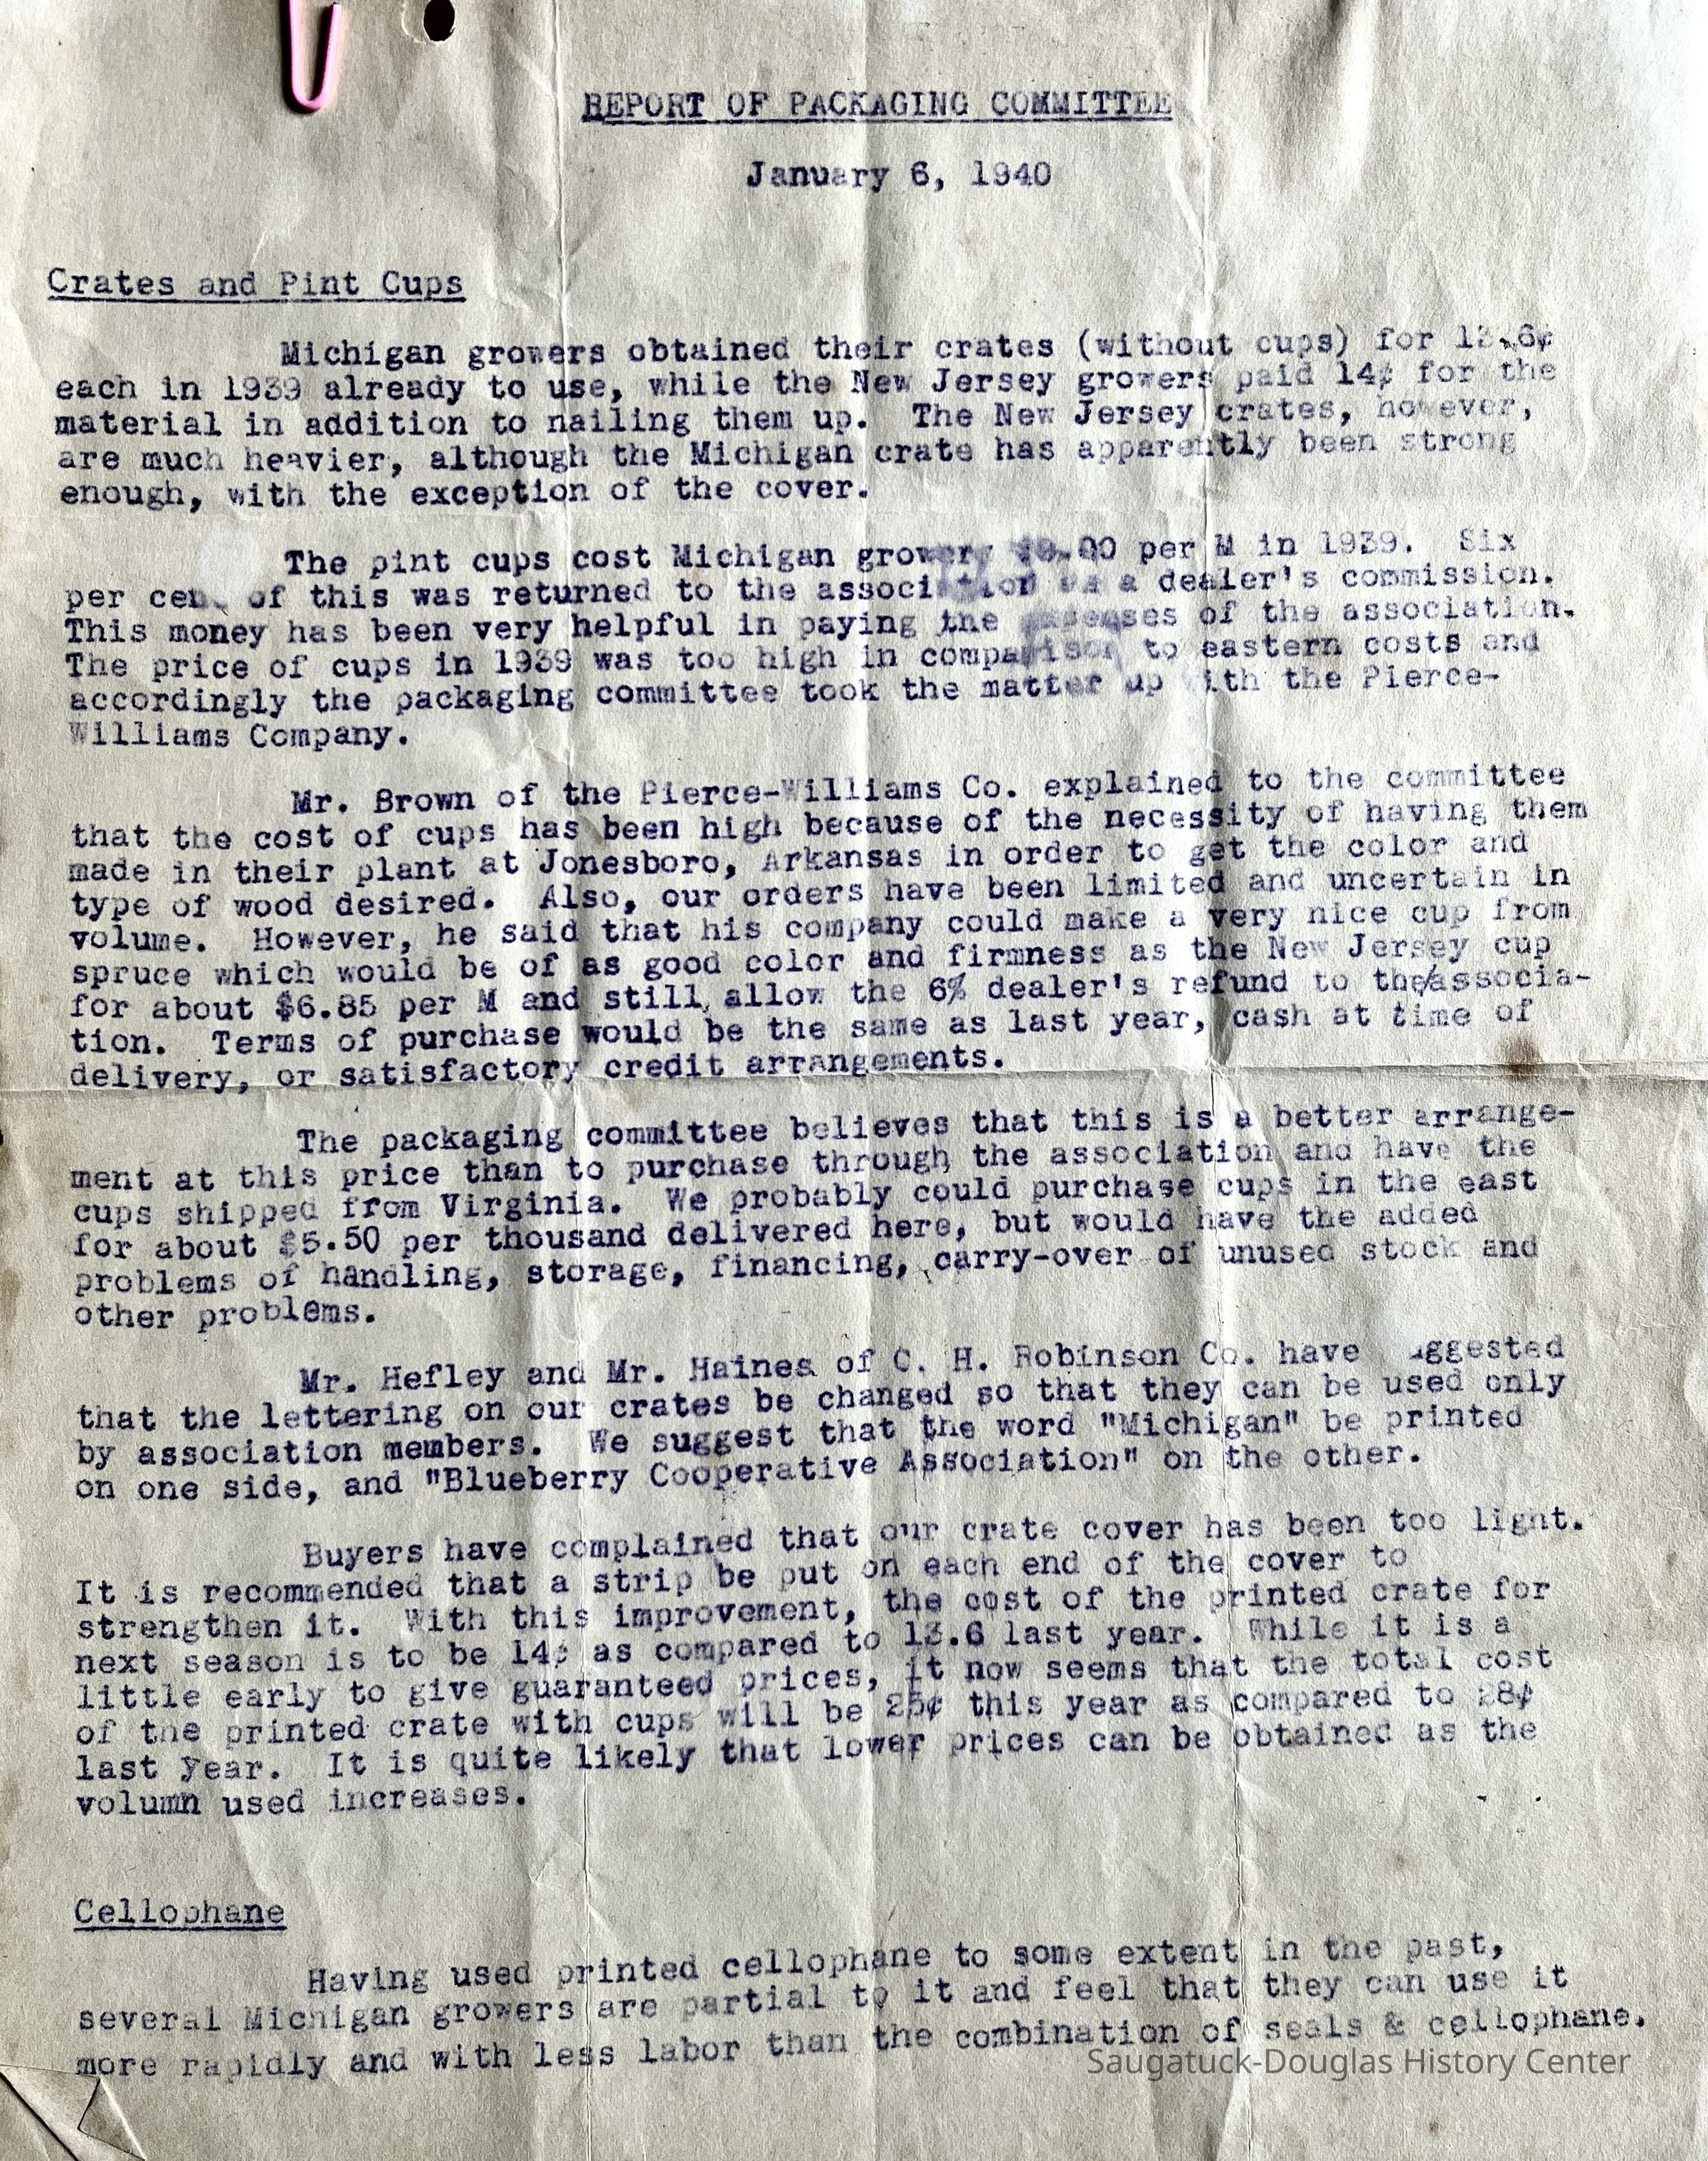 REPORT OF PACKAGING COMMITTEE
January 6, 1940
Crates and Pint Cups
Michigan growers obtained their crates (without cups) for 13.6¢
each in 1939 already to use, while the New Jersey growers paid 14¢ for the
material in addition to nailing them up. The New Jersey crates, however,
are much heavier, although the Michigan crate has apparently been strong
enough, with the exception of the cover.
The pint cups cost Michigan growers per M in 1939. Six
per cent of this was returned to the association as a dealer's commission.
This money has been very helpful in paying the expenses of the association.
The price of cups in 1939 was too high in comparison to eastern costs and
accordingly the packaging committee took the matter up with the Pierce-
Williams Company.
Mr. Brown of the Pierce-Williams Co. explained to the committee
that the cost of cups has been high because of the necessity of having them
made in their plant at Jonesboro, Arkansas in order to get the color and
type of wood desired. Also, our orders have been limited and uncertain in
volume. However, he said that his company could make a very nice cup from
spruce which would be of as good color and firmness as the New Jersey cup
for about $6.85 per M and still allow the 6% dealer's refund to the/associa-
tion. Terms of purchase would be the same as last year, cash at time of
delivery, or satisfactory credit arrangements.
The packaging committee believes that this is a better arrange-
ment at this price than to purchase through the association and have the
cups shipped from Virginia. We probably could purchase cups in the east
for about $5.50 per thousand delivered here, but would have the added
problems of handling, storage, financing, carry-over of unused stock and
other problems.
Mr. Hefley and Mr. Haines of C. H. Robinson Co. have suggested
that the lettering on our crates be changed so that they can be used only
by association members. We suggest that the word "Michigan" be printed
on one side, and "Blueberry Cooperative Association" on the other.
Buyers have complained that our crate cover has been too light.
It is recommended that a strip be put on each end of the cover to
strengthen it. With this improvement, the cost of the printed crate for
next season is to be 14¢ as compared to 13.6 last year. While it is a
little early to give guaranteed prices, it now seems that the total cost
of the printed crate with cups will be 25¢ this year as compared to 28¢
last year. It is quite likely that lower prices can be obtained as the
volumn used increases.
Cellophane
Having used printed cellophane to some extent in the past,
several Michigan growers are partial to it and feel that they can use it
more rapidly and with less labor than the combination of seals & cellophane.
Saugatuck-Douglas History Center